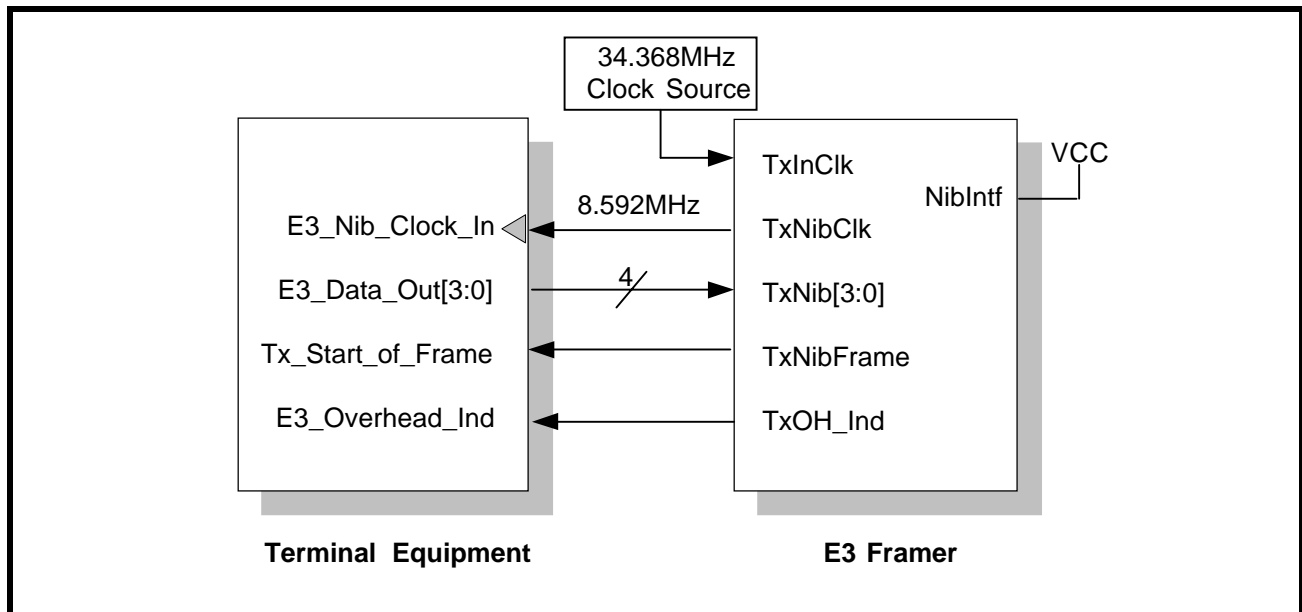 34.368MHz
Clock Source
TxInClk
VCC
NibIntf
8.592MHz
E3_Nib_Clock_In
TxNibClk
E3_Data_Out[3:0]
4
TxNib[3:0]
Tx_Start_of_Frame
TxNibFrame
E3_Overhead_Ind
TxOH_Ind
Terminal Equipment
E3 Framer